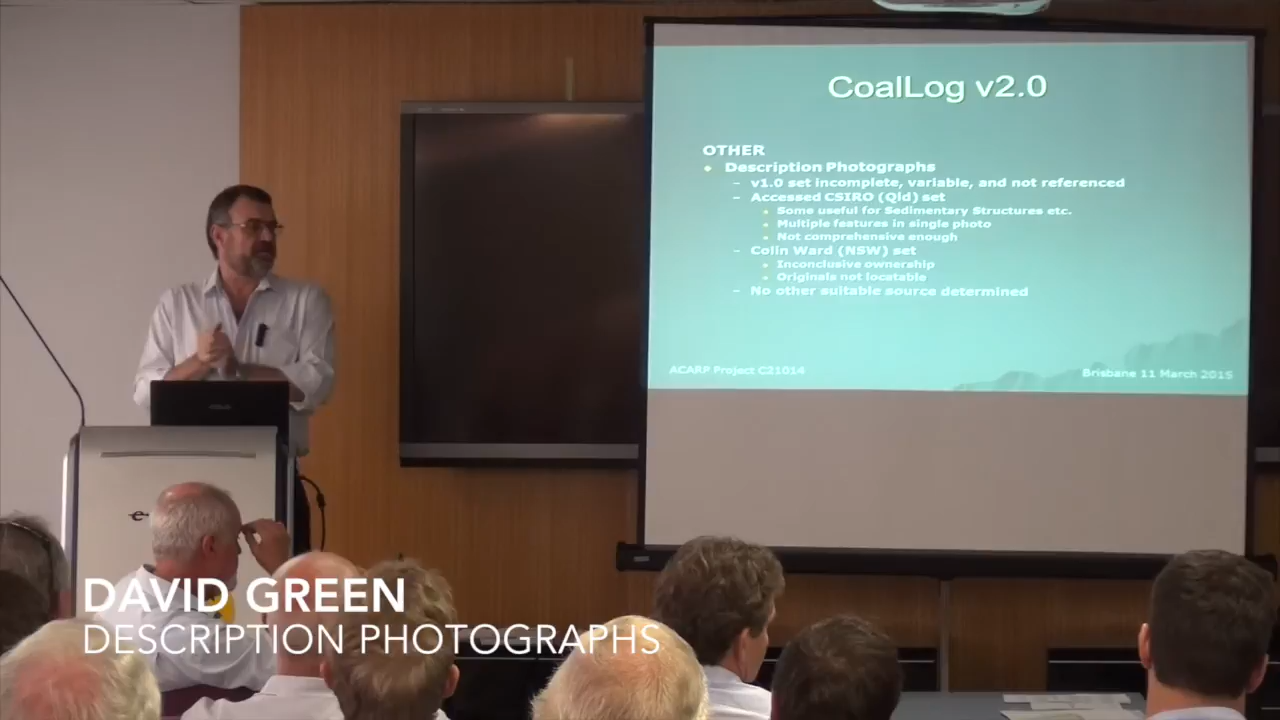 CoalLog v2.0
OTHER
Description Photographs
– v1.0 set incomplete, variable, and not referenced
– Accessed CSIRO (Qld) set
Some useful for Sedimentary Structures etc.
Multiple features in single photo
Not comprehensive enough
– Colin Ward (NSW) set
Inconclusive ownership
Originals not locatable
– No other suitable source determined
ACARP Project C21014
Brisbane 11 March 2015
DAVID GREEN
DESCRIPTION PHOTOGRAPHS